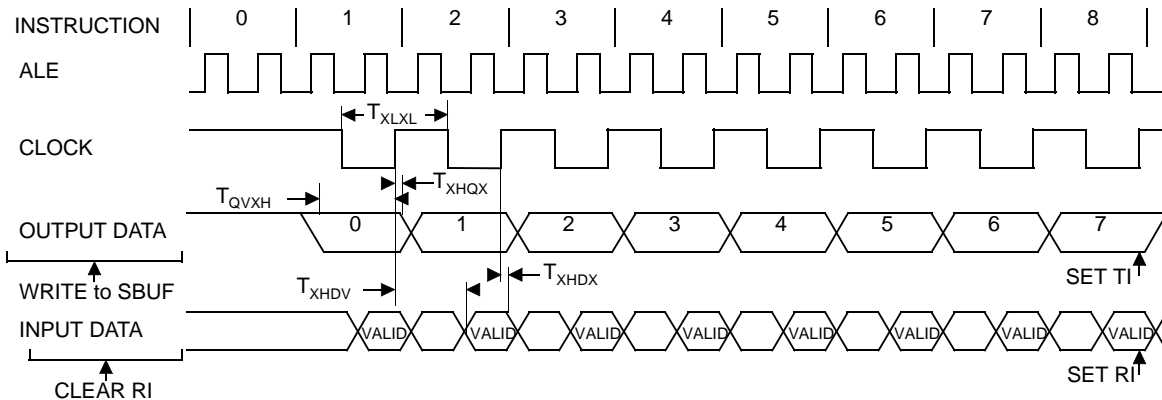 INSTRUCTION 0 1 2 3 4 5 6 7 8
ALE
TXLXL
CLOCK
TXHQX
TQVXH
OUTPUT DATA 0 1 2 3 4 5 6 7
TXHDX
SET TI
WRITE to SBUF
TXHDV
INPUT DATA VALID VALID VALID VALID VALID VALID VALID VALID
SET RI
CLEAR RI